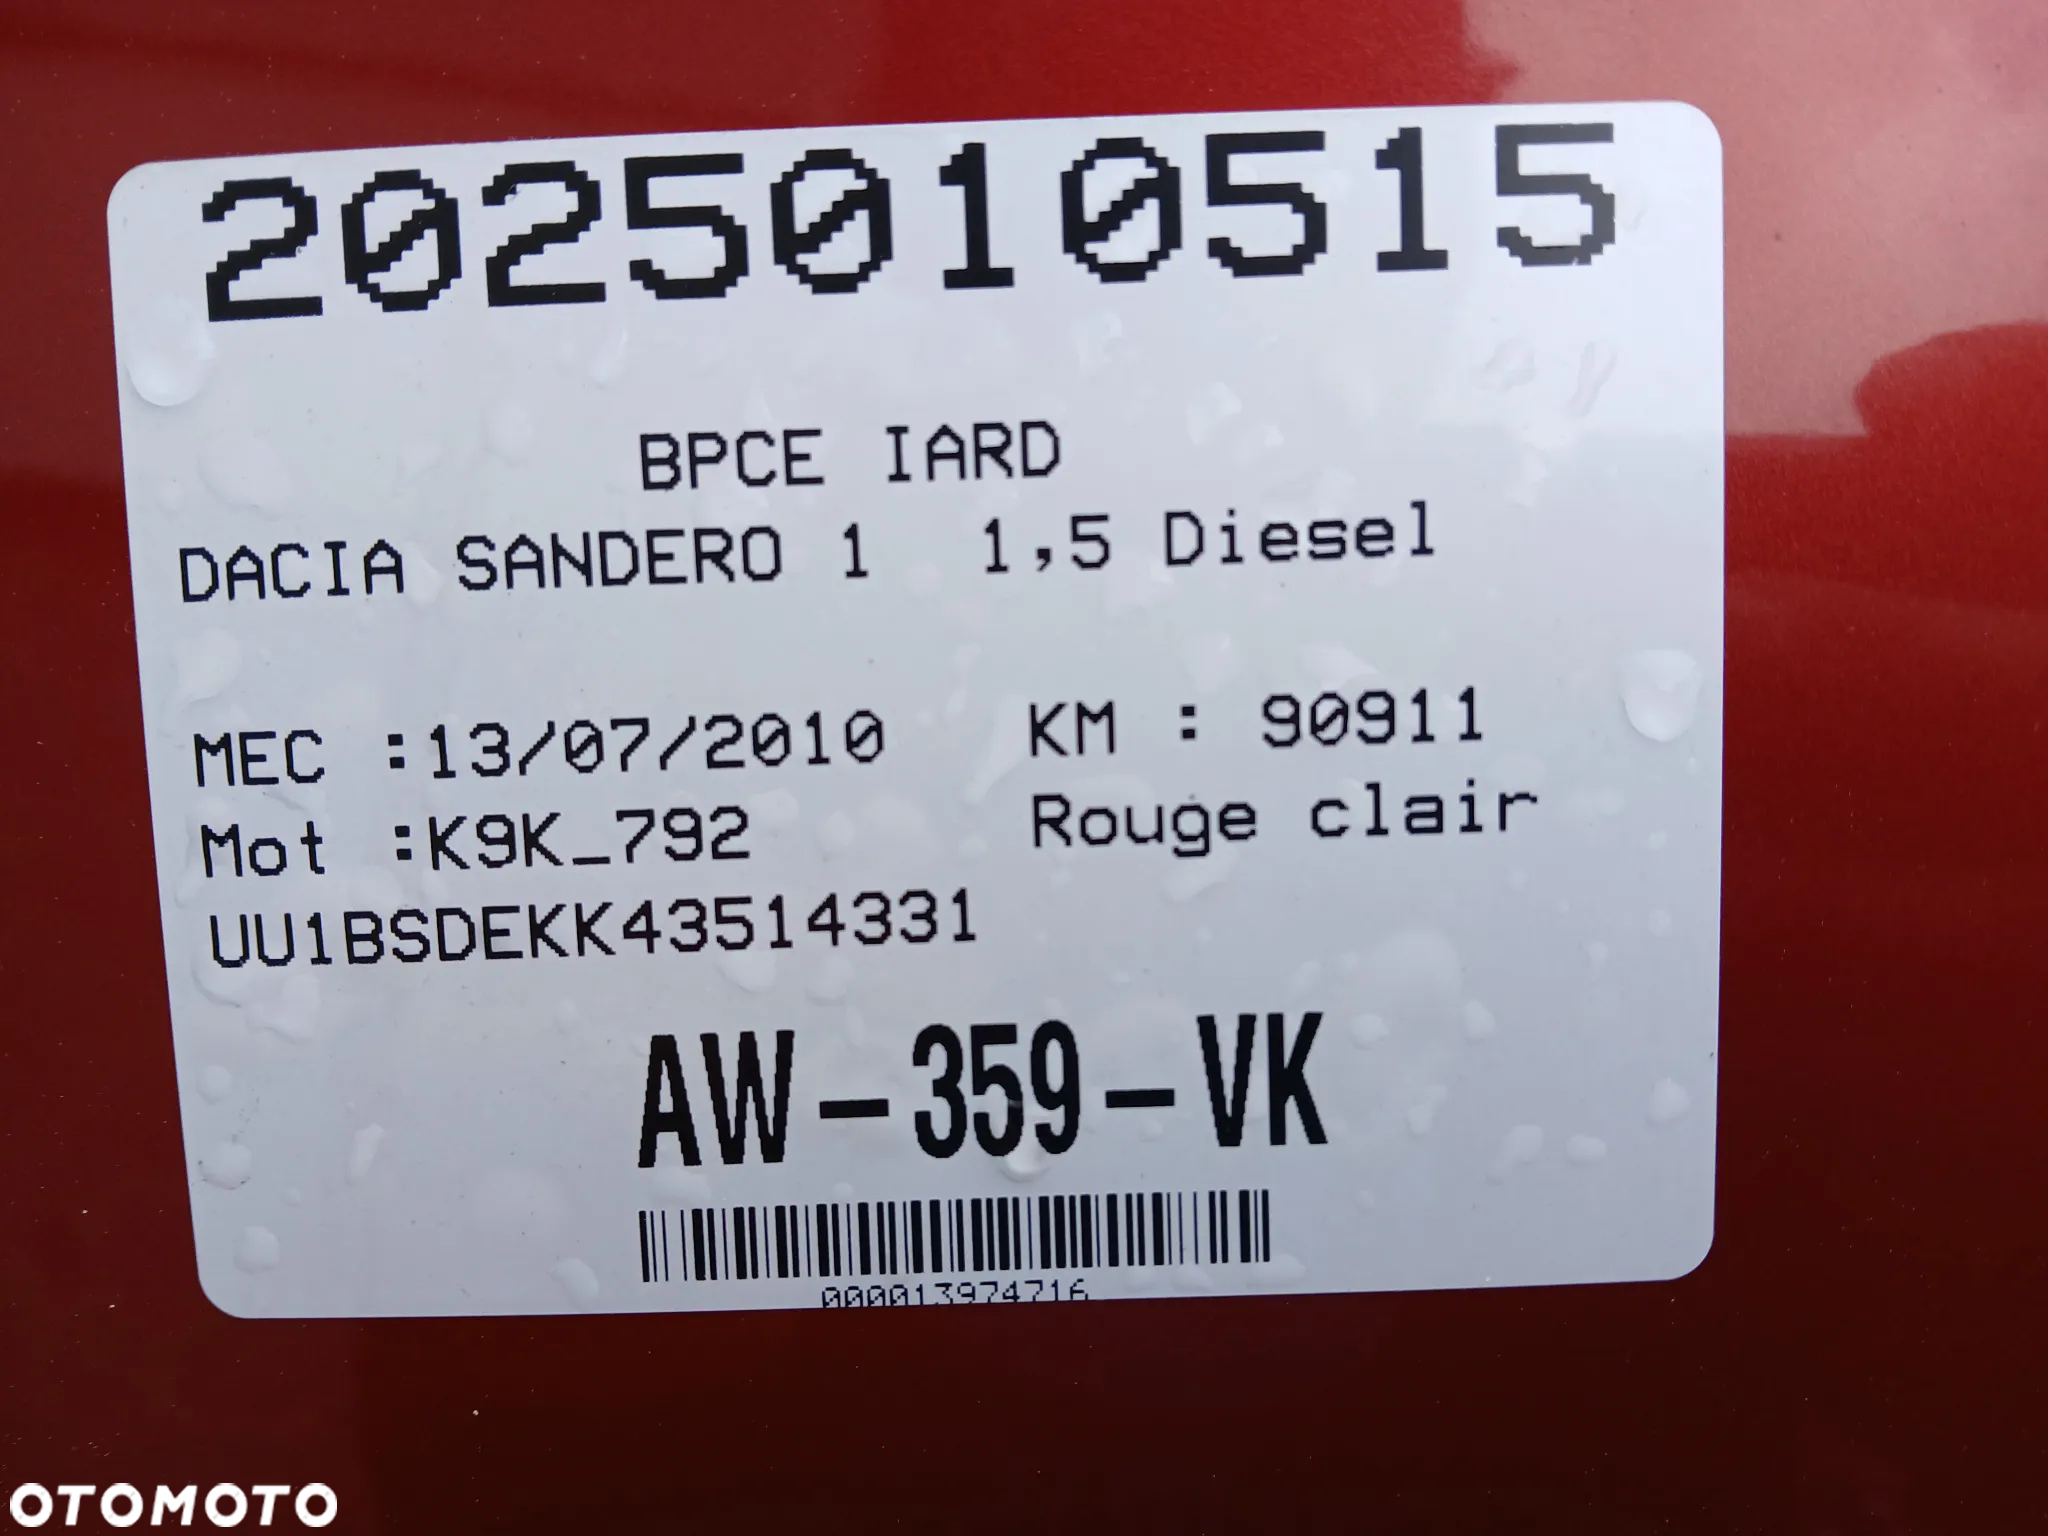 2025010515
BPCE IARD
DACIA SANDERO 1 1,5 Diesel
MEC :13/07/2010 KM : 90911
Mot :K9K_792 Rouge clair
UU1BSDEKK43514331
AW-359-VK
000013974716
OTOMOTO